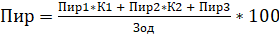 Пир = (Пир1*К1 + Пир2*К2 + Пир3) / Зод * 100